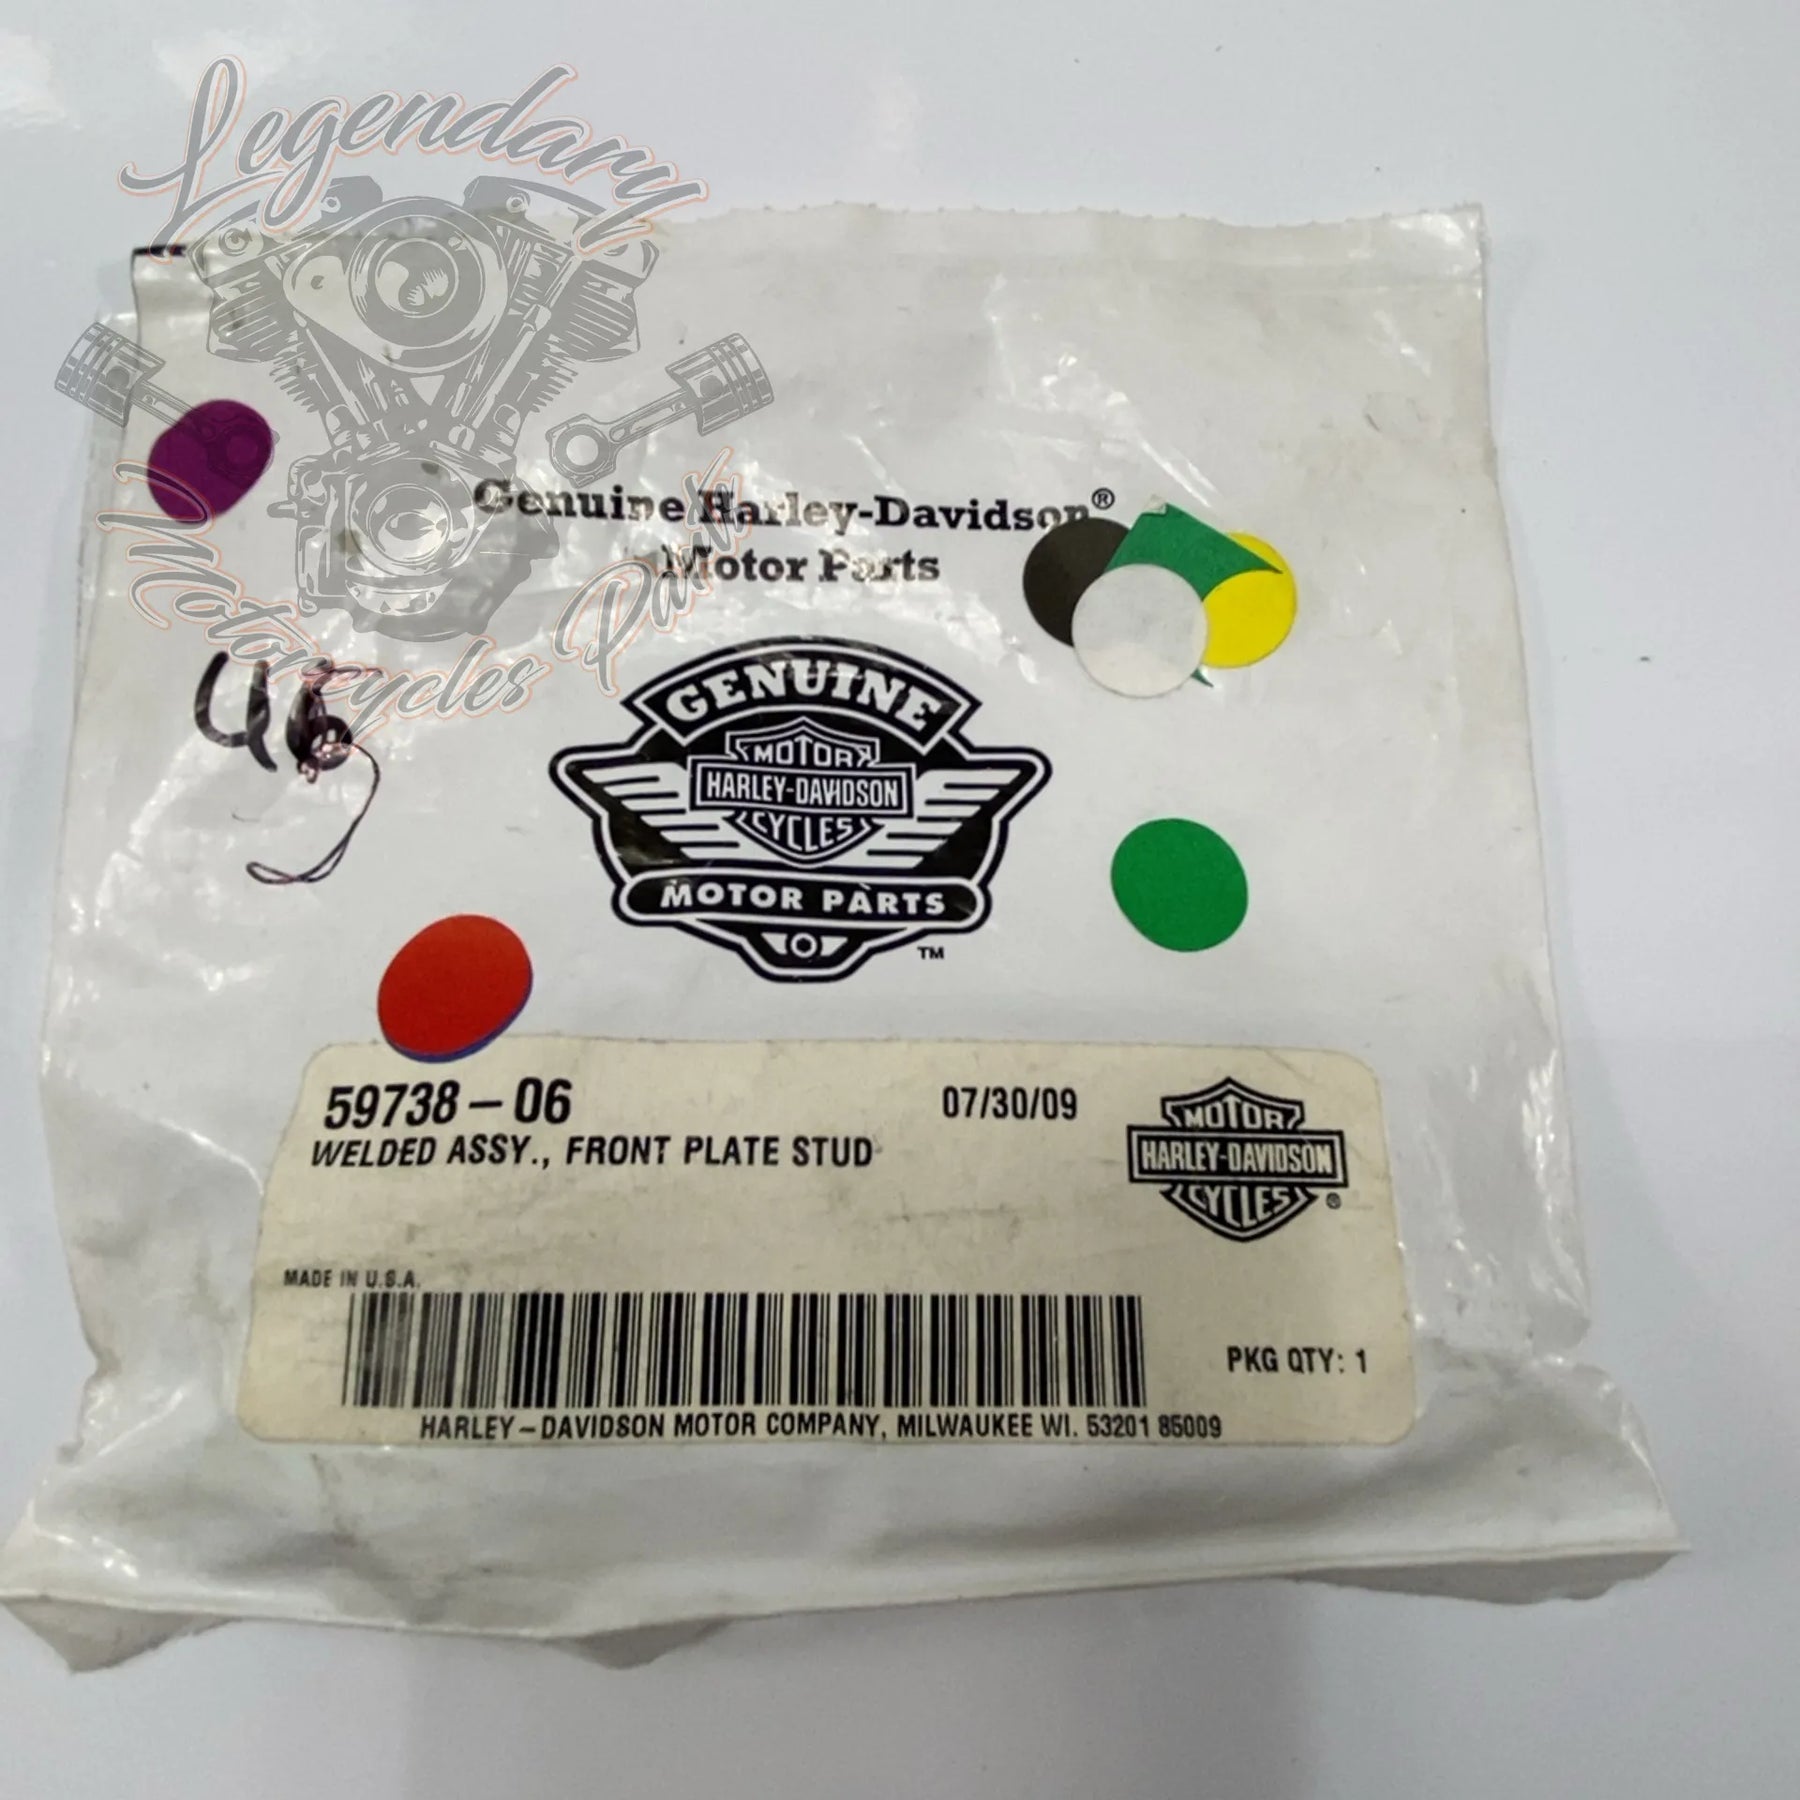 Legendary
Motorcycles Parts
Genuine Harley-Davidson®
Motor Parts
46
GENUINE
MOTOR
HARLEY-DAVIDSON
CYCLES
MOTOR PARTS
TM
59738-06
07/30/09
WELDED ASSY., FRONT PLATE STUD
MOTOR
HARLEY-DAVIDSON
CYCLES
®
MADE IN U.S.A.
PKG QTY: 1
HARLEY-DAVIDSON MOTOR COMPANY, MILWAUKEE WI. 53201 85009